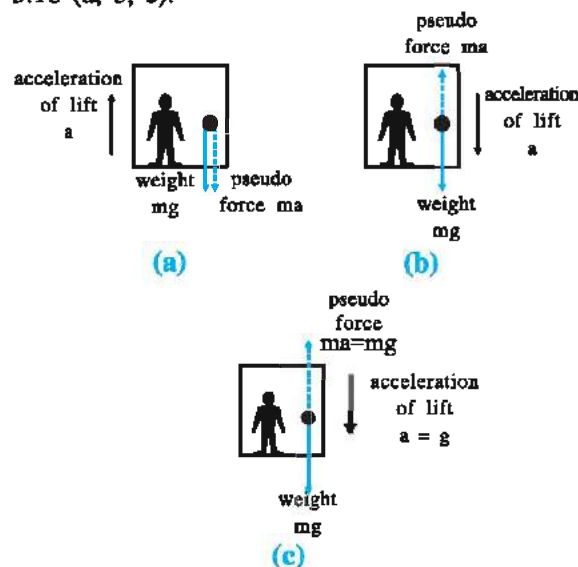 (a, b, c).
acceleration
of lift
a
weight
mg
pseudo
force ma
(a)
pseudo
force ma
acceleration
of lift
a
weight
mg
(b)
pseudo
force
ma=mg
acceleration
of lift
a = g
weight
mg
(c)